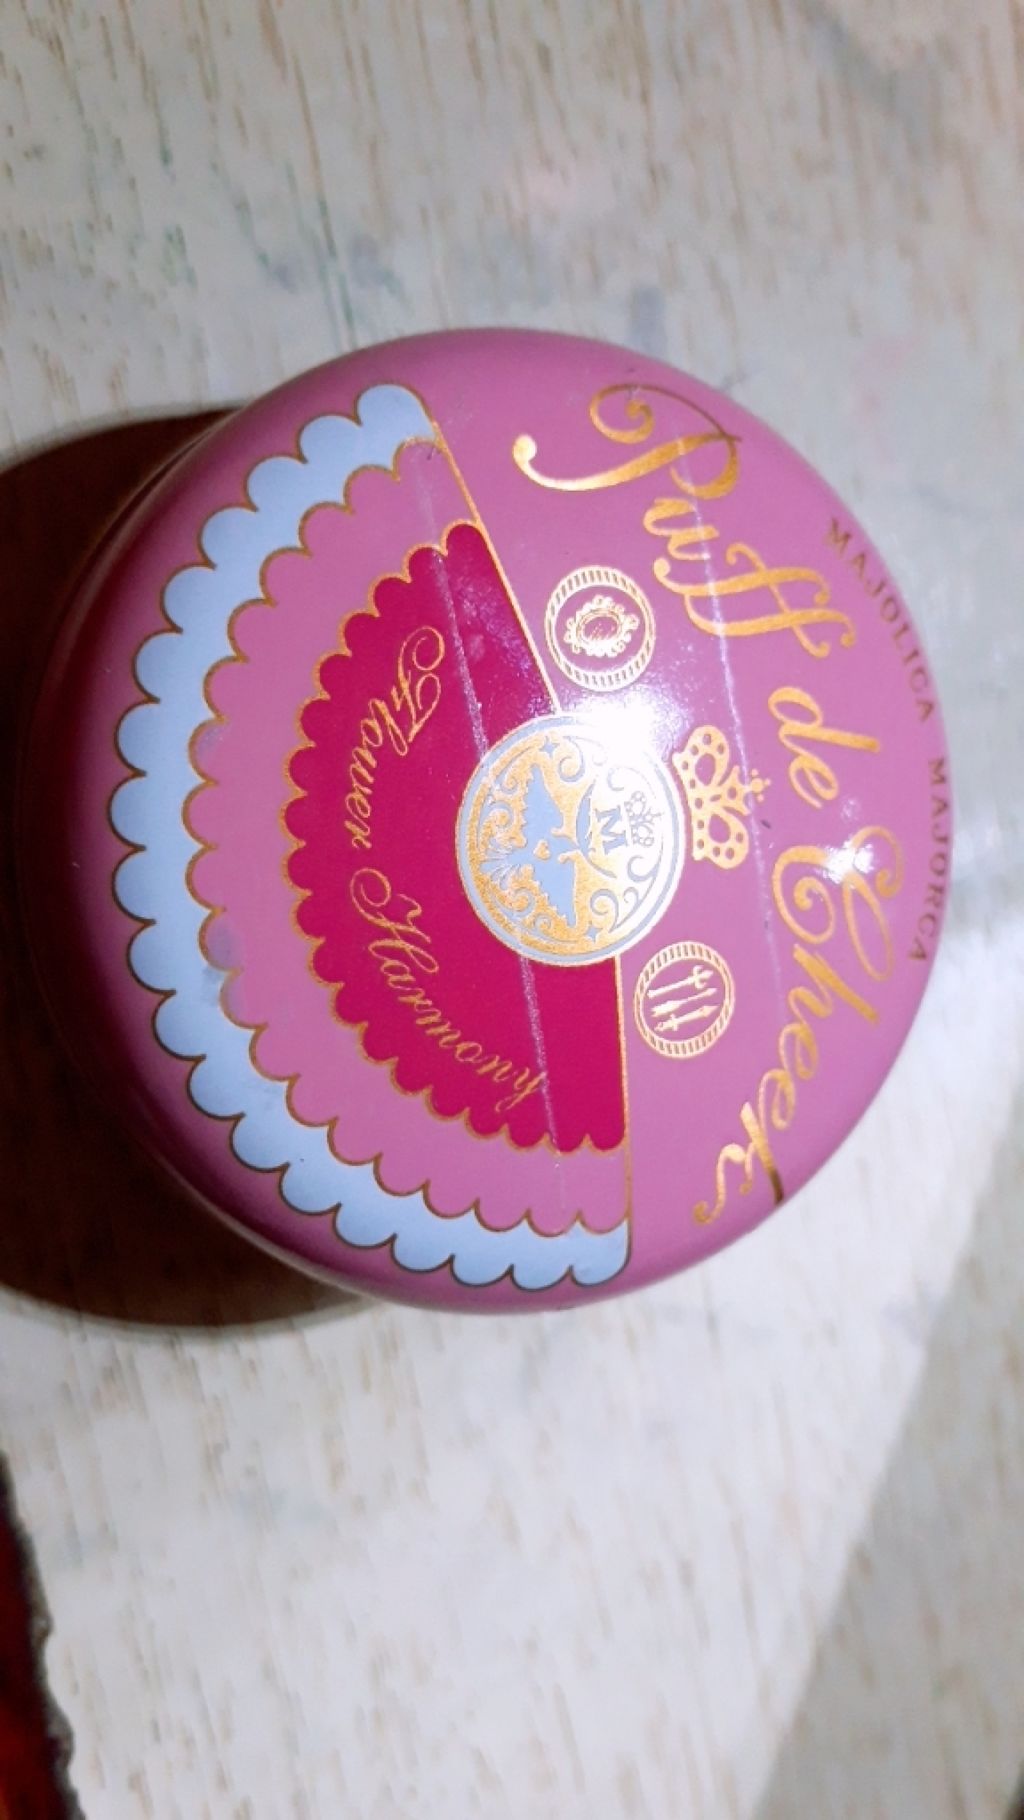 MAJOLICA MAJORCA
Puff de Cheek
M
Flower Harmony